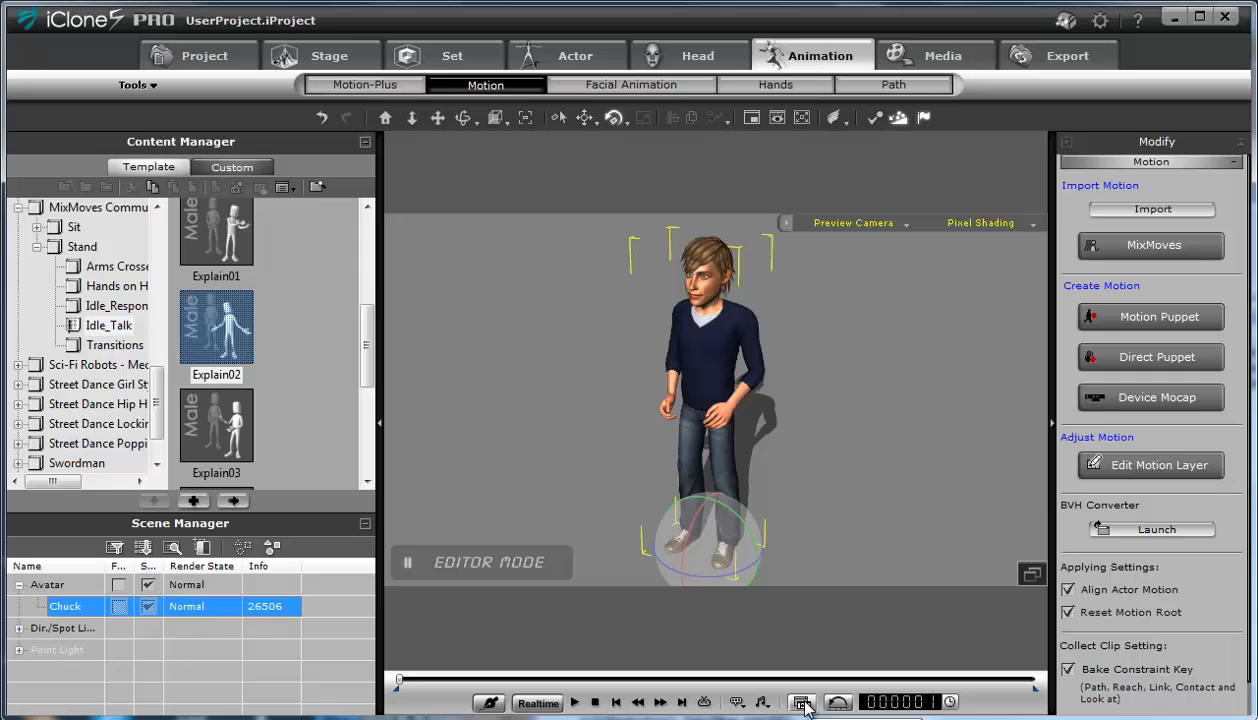 iClone5 PRO UserProject.iProject ?
Project Stage Set Actor Head Animation Media Export
Tools Motion-Plus Motion Facial Animation Hands Path
Content Manager
Template Custom
MixMoves Commu
Sit
Stand
Arms Crosse
Hands on H
Idle_Respon
Idle_Talk
Transitions
Sci-Fi Robots - Mec
Street Dance Girl St
Street Dance Hip H
Street Dance Lockin
Street Dance Poppi
Swordman
Male
Explain01
Male
Explain02
Male
Explain03
Scene Manager
Name F... S... Render State Info
Avatar Normal
Chuck Normal 26506
Dir./Spot Li...
Point Light
Preview Camera Pixel Shading
EDITOR MODE
Realtime 000001
Modify
Motion
Import Motion
Import
MixMoves
Create Motion
Motion Puppet
Direct Puppet
Device Mocap
Adjust Motion
Edit Motion Layer
BVH Converter
Launch
Applying Settings:
Align Actor Motion
Reset Motion Root
Collect Clip Setting:
Bake Constraint Key
(Path, Reach, Link, Contact and
Look at)